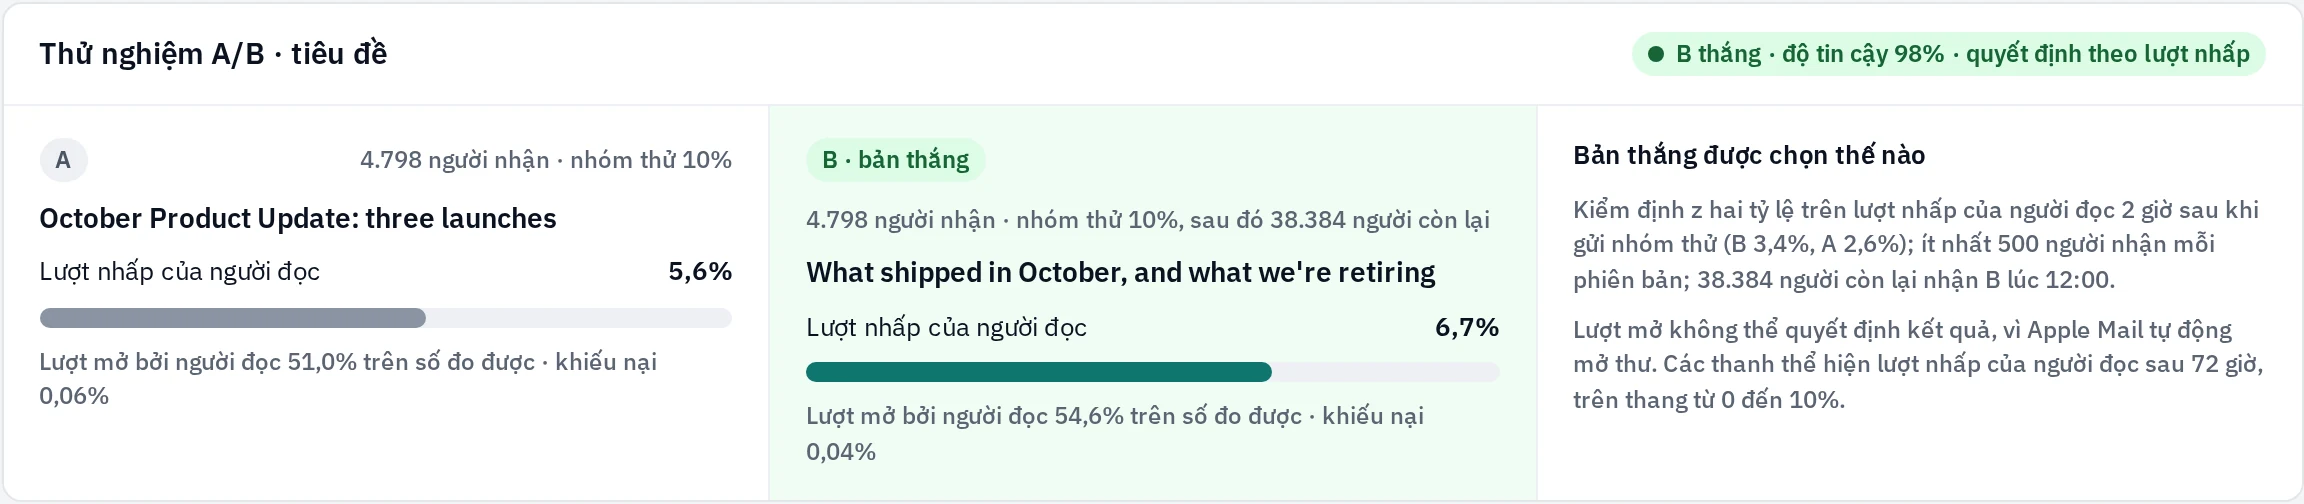 Thử nghiệm A/B · tiêu đề
B thắng · độ tin cậy 98% · quyết định theo lượt nhấp
A
4.798 người nhận · nhóm thử 10%
October Product Update: three launches
Lượt nhấp của người đọc
5,6%
Lượt mở bởi người đọc 51,0% trên số đo được · khiếu nại
0,06%
B · bản thắng
4.798 người nhận · nhóm thử 10%, sau đó 38.384 người còn lại
What shipped in October, and what we're retiring
Lượt nhấp của người đọc
6,7%
Lượt mở bởi người đọc 54,6% trên số đo được · khiếu nại
0,04%
Bản thắng được chọn thế nào
Kiểm định z hai tỷ lệ trên lượt nhấp của người đọc 2 giờ sau khi
gửi nhóm thử (B 3,4%, A 2,6%); ít nhất 500 người nhận mỗi
phiên bản; 38.384 người còn lại nhận B lúc 12:00.
Lượt mở không thể quyết định kết quả, vì Apple Mail tự động
mở thư. Các thanh thể hiện lượt nhấp của người đọc sau 72 giờ,
trên thang từ 0 đến 10%.